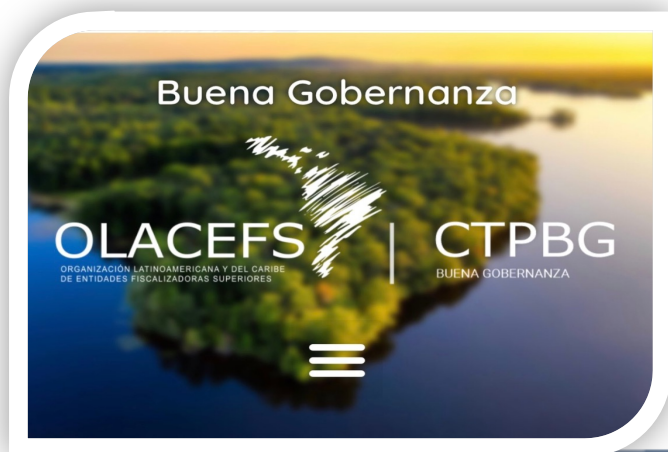 Buena Gobernanza
OLACEFS
ORGANIZACIÓN LATINOAMERICANA Y DEL CARIBE
DE ENTIDADES FISCALIZADORAS SUPERIORES
CTPBG
BUENA GOBERNANZA